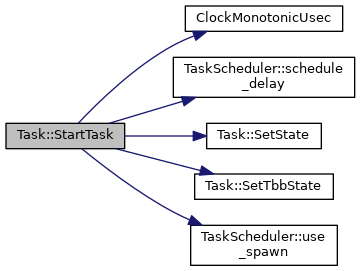 ClockMonotonicUsec
TaskScheduler::schedule
_delay
Task::StartTask
Task::SetState
Task::SetTbbState
TaskScheduler::use
_spawn